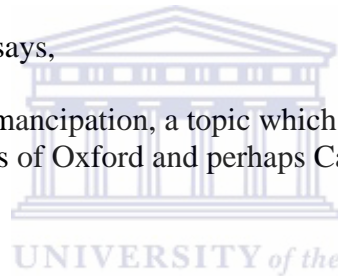 says,
mancipation, a topic which
s of Oxford and perhaps Ca
UNIVERSITY of the